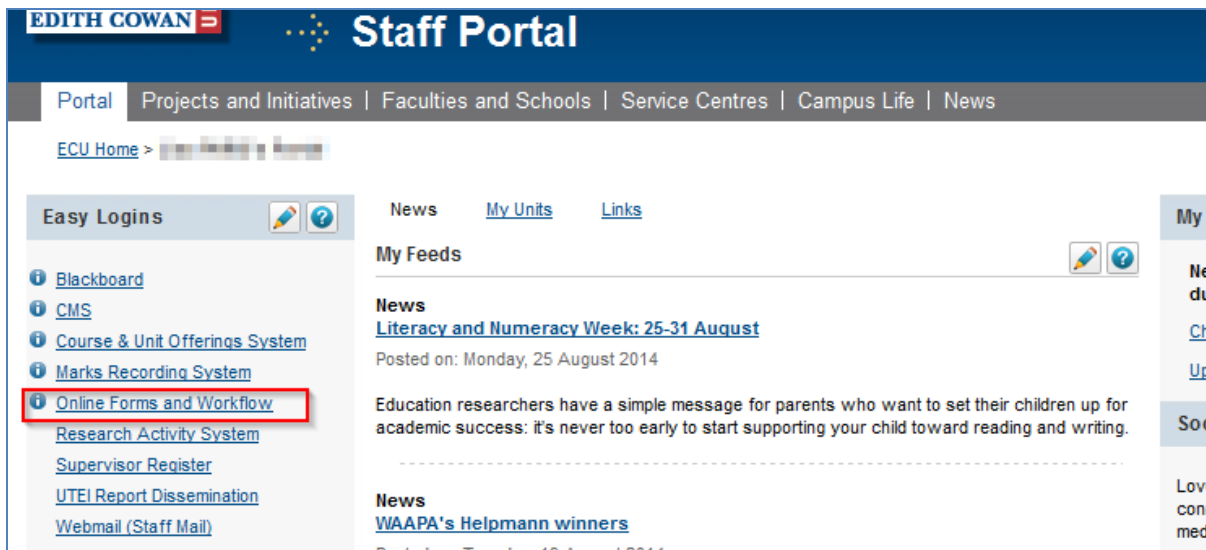 EDITH COWAN
Staff Portal
Portal Projects and Initiatives | Faculties and Schools | Service Centres | Campus Life | News
ECU Home >
Easy Logins
Blackboard
CMS
Course & Unit Offerings System
Marks Recording System
Online Forms and Workflow
Research Activity System
Supervisor Register
UTEI Report Dissemination
Webmail (Staff Mail)
News My Units Links
My Feeds
News
Literacy and Numeracy Week: 25-31 August
Posted on: Monday, 25 August 2014
Education researchers have a simple message for parents who want to set their children up for
academic success: it's never too early to start supporting your child toward reading and writing.
News
WAAPA's Helpmann winners
My